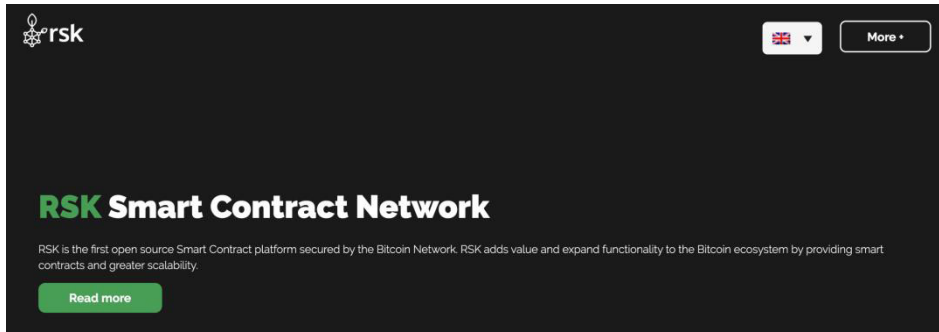 rsk
More +
RSK Smart Contract Network
RSK is the first open source Smart Contract platform secured by the Bitcoin Network. RSK adds value and expand functionality to the Bitcoin ecosystem by providing smart
contracts and greater scalability.
Read more